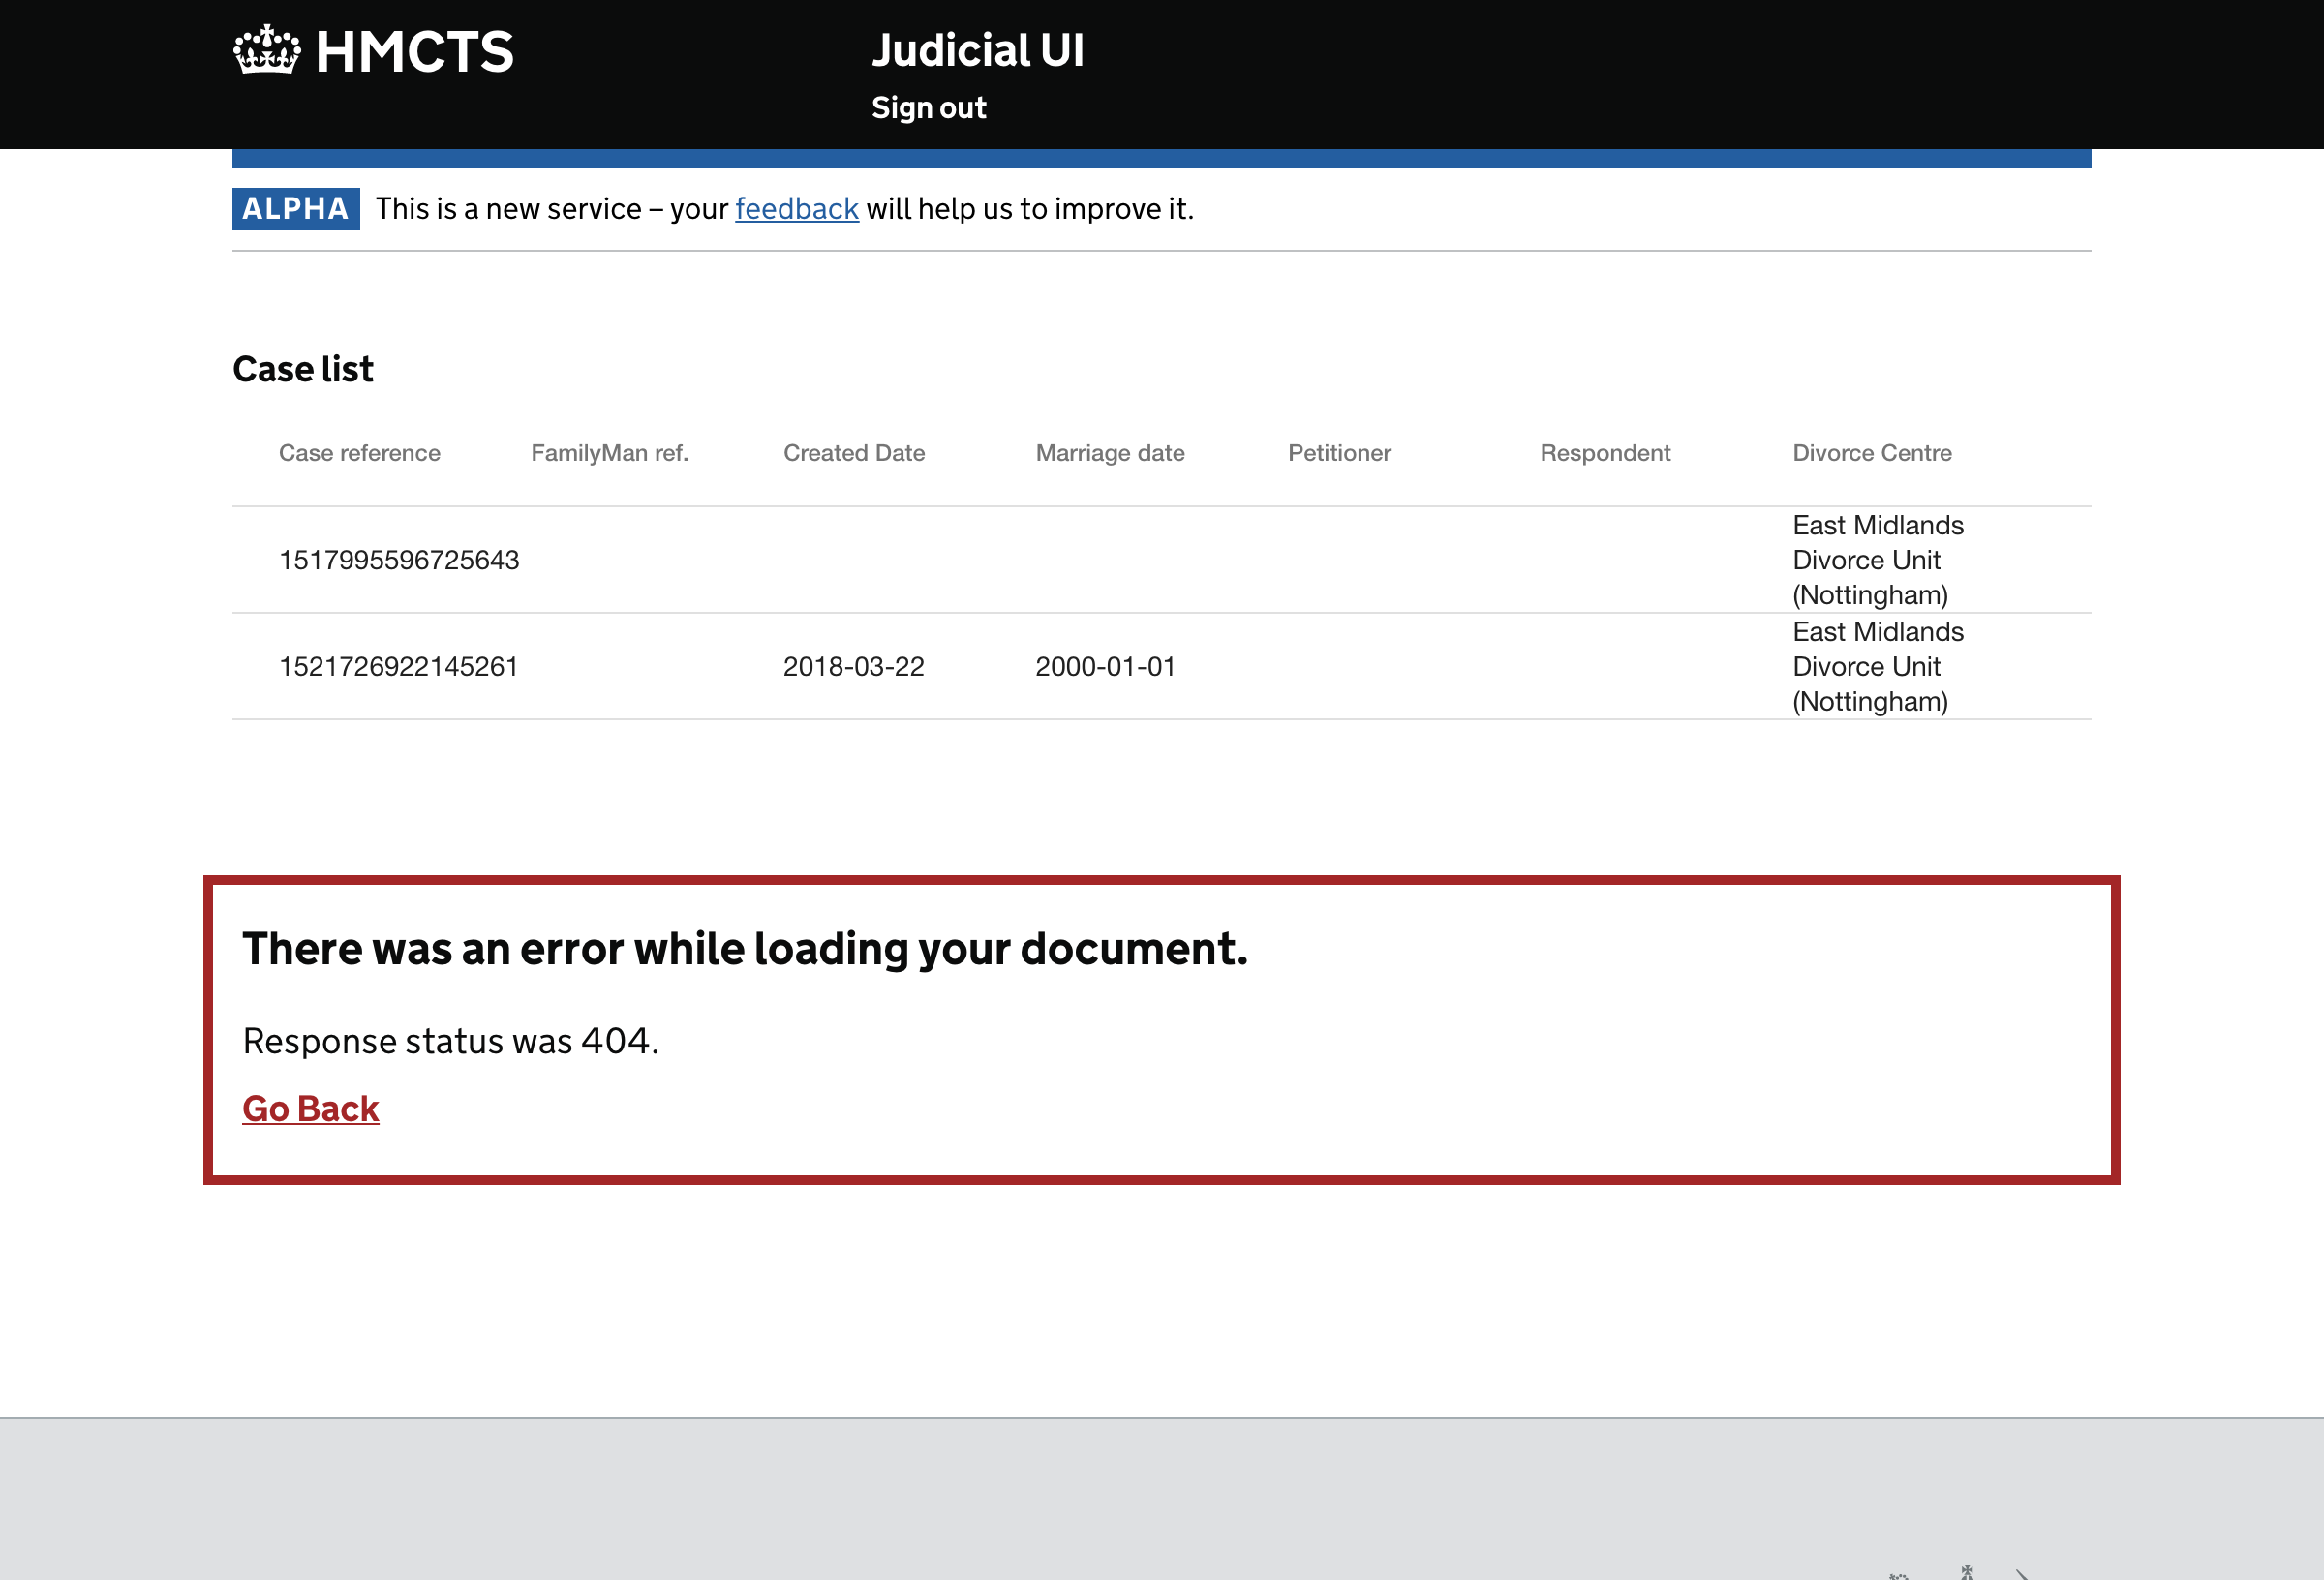 HMCTS
Judicial UI
Sign out
ALPHA This is a new service – your feedback will help us to improve it.
Case list
Case reference FamilyMan ref. Created Date Marriage date Petitioner Respondent Divorce Centre
1517995596725643 East Midlands
Divorce Unit
(Nottingham)
1521726922145261 2018-03-22 2000-01-01 East Midlands
Divorce Unit
(Nottingham)
There was an error while loading your document.
Response status was 404.
Go Back